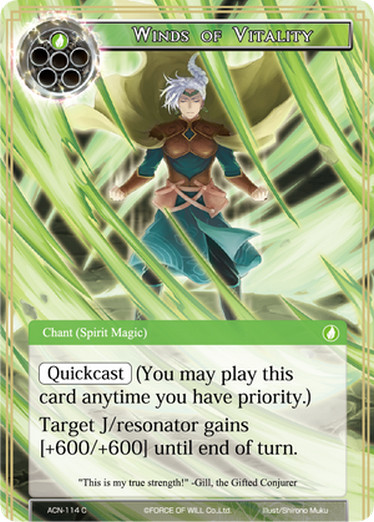 Winds of Vitality
Chant (Spirit Magic)
Quickcast (You may play this
card anytime you have priority.)
Target J/resonator gains
[+600/+600] until end of turn.
"This is my true strength!" -Gill, the Gifted Conjurer
ACN-114 C ©FORCE OF WILL Co.,Ltd. Illust/Shirono Muku